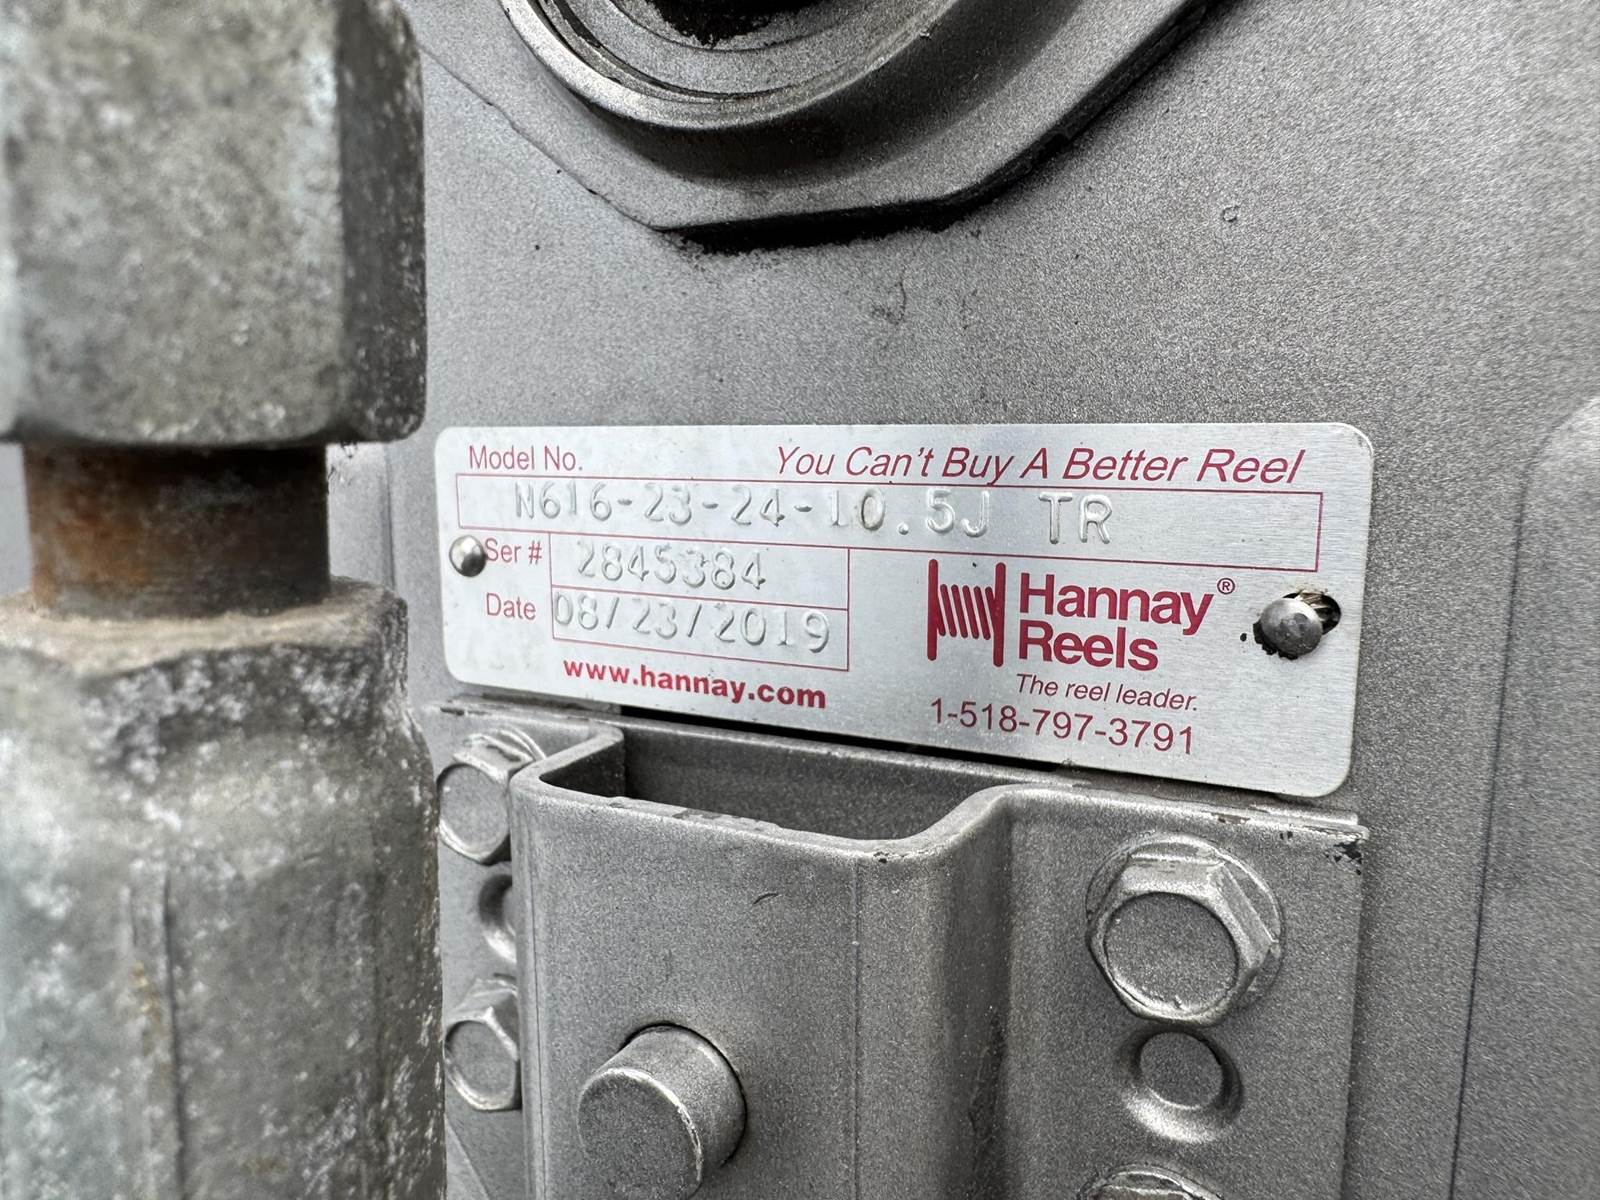 Model No. You Can't Buy A Better Reel
N616-23-24-10.5J TR
Ser # 2845384
Date 08/23/2019
www.hannay.com
Hannay®
Reels
The reel leader.
1-518-797-3791